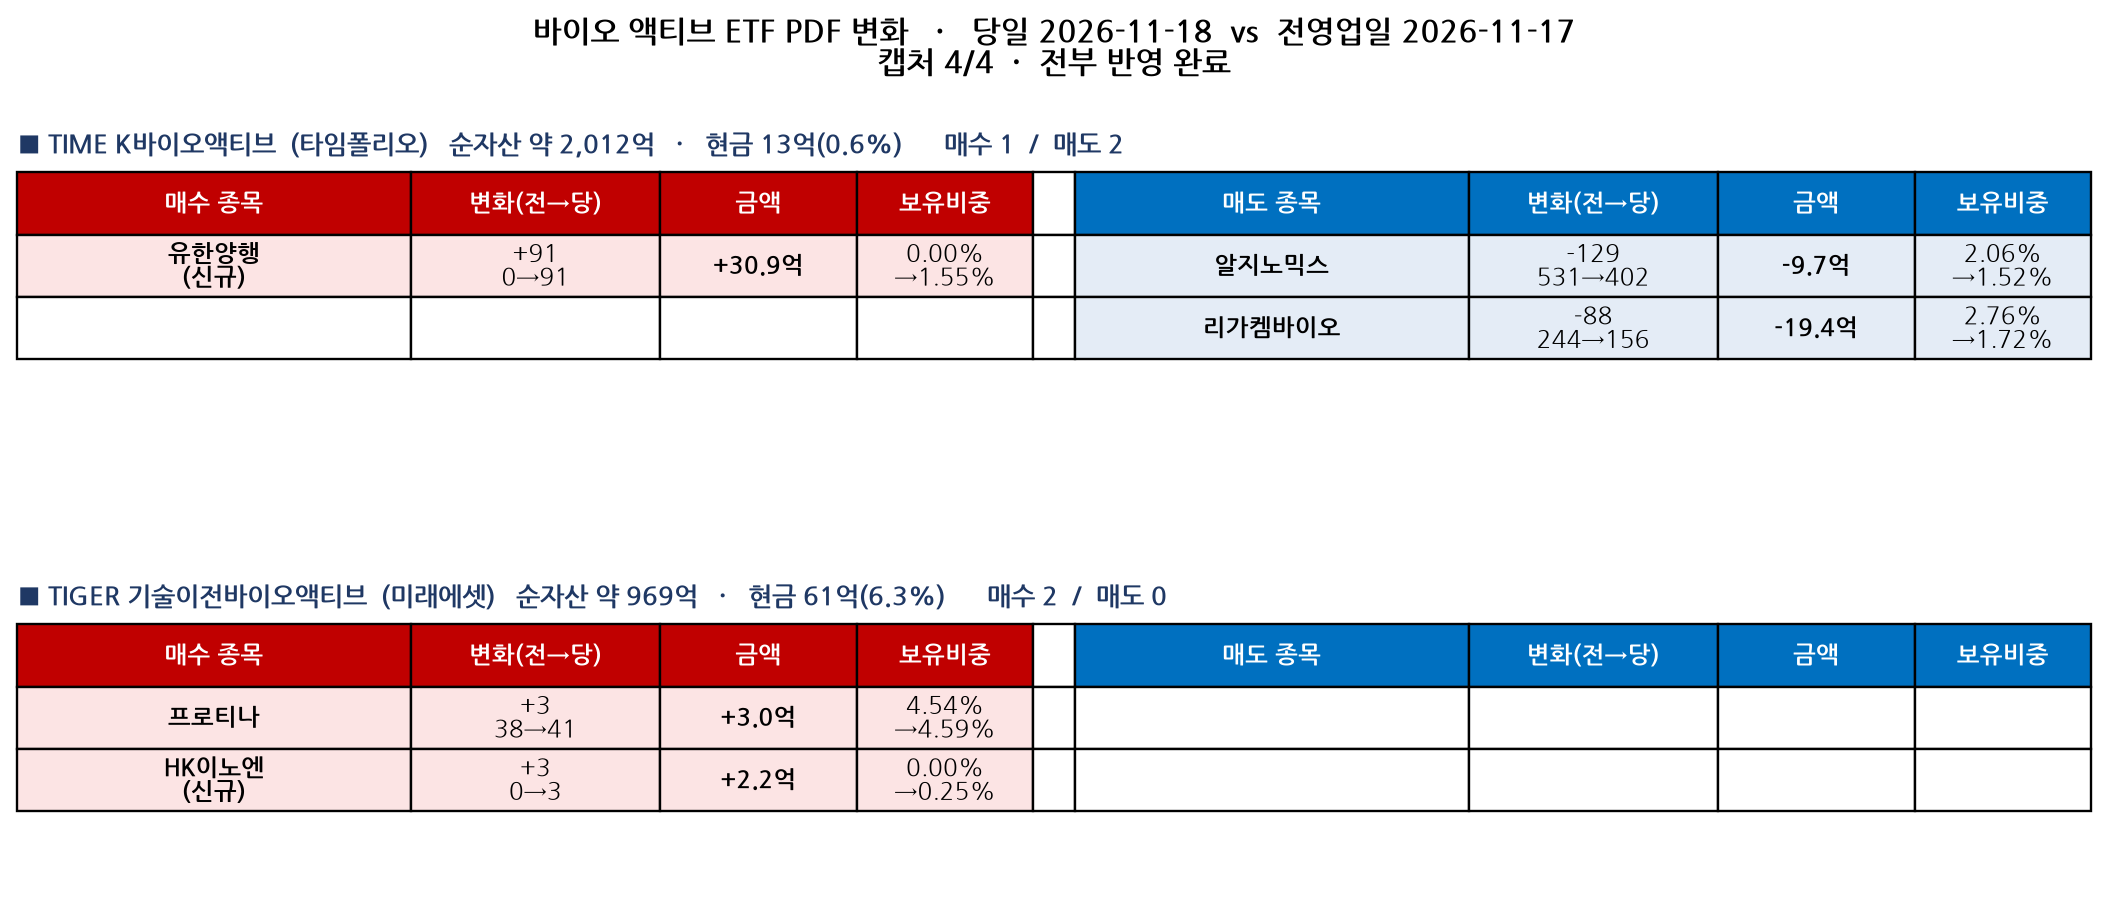 바이오 액티브 ETF PDF 변화 · 당일 2026-11-18 vs 전영업일 2026-11-17
캡처 4/4 · 전부 반영 완료
■ TIME K바이오액티브 (타임폴리오) 순자산 약 2,012억 · 현금 13억(0.6%) 매수 1 / 매도 2
매수 종목 변화(전→당) 금액 보유비중 매도 종목 변화(전→당) 금액 보유비중
유한양행 +91 +30.9억 0.00% 알지노믹스 -129 -9.7억 2.06%
(신규) 0→91 →1.55% 531→402 →1.52%
리가켐바이오 -88 -19.4억 2.76%
244→156 →1.72%
■ TIGER 기술이전바이오액티브 (미래에셋) 순자산 약 969억 · 현금 61억(6.3%) 매수 2 / 매도 0
매수 종목 변화(전→당) 금액 보유비중 매도 종목 변화(전→당) 금액 보유비중
프로티나 +3 +3.0억 4.54%
38→41 →4.59%
HK이노엔 +3 +2.2억 0.00%
(신규) 0→3 →0.25%